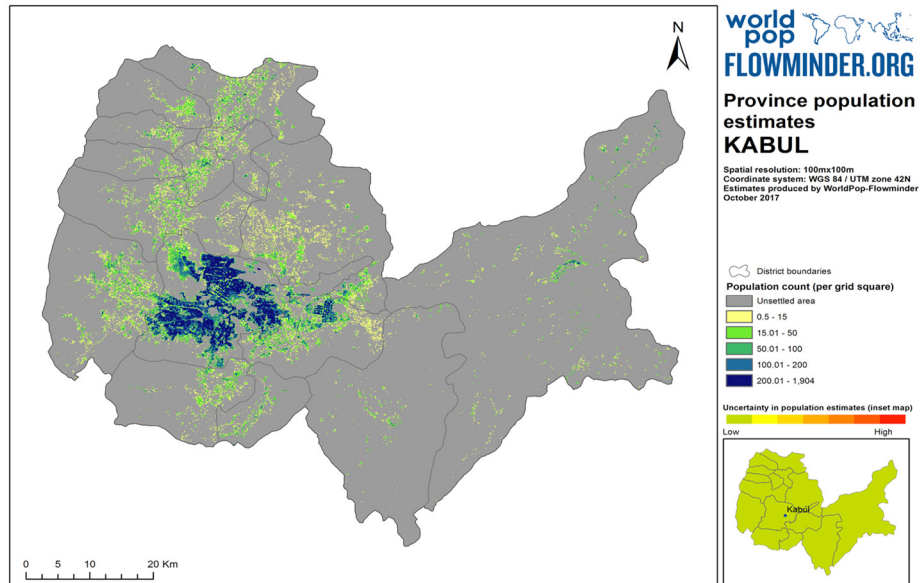 N
0 5 10 20 Km
world
pop
FLOWMINDER.ORG
Province population
estimates
KABUL
Spatial resolution: 100mx100m
Coordinate system: WGS 84 / UTM zone 42N
Estimates produced by WorldPop-Flowminder
October 2017
District boundaries
Population count (per grid square)
Unsettled area
0.5 - 15
15.01 - 50
50.01 - 100
100.01 - 200
200.01 - 1,904
Uncertainty in population estimates (inset map)
Low High
Kabul